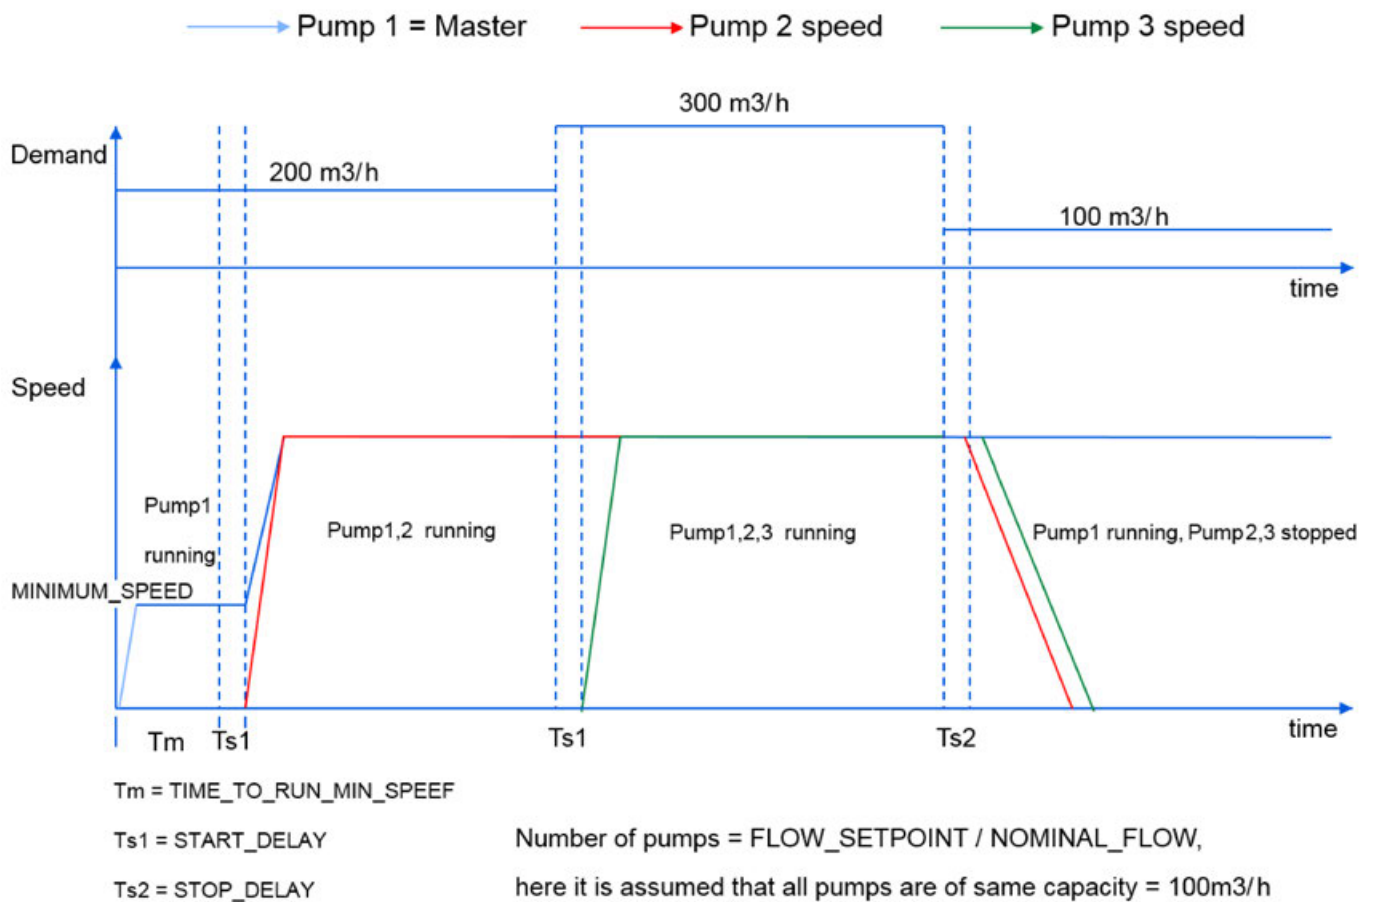 Pump 1 = Master
Pump 2 speed
Pump 3 speed
300 m3/h
Demand
200 m3/h
100 m3/h
time
Speed
Pump1
running
Pump1,2 running
Pump1,2,3 running
Pump1 running, Pump2,3 stopped
MINIMUM_SPEED
Tm
Ts1
Ts1
Ts2
time
Tm = TIME_TO_RUN_MIN_SPEEF
Ts1 = START_DELAY
Number of pumps = FLOW_SETPOINT / NOMINAL_FLOW,
Ts2 = STOP_DELAY
here it is assumed that all pumps are of same capacity = 100m3/h